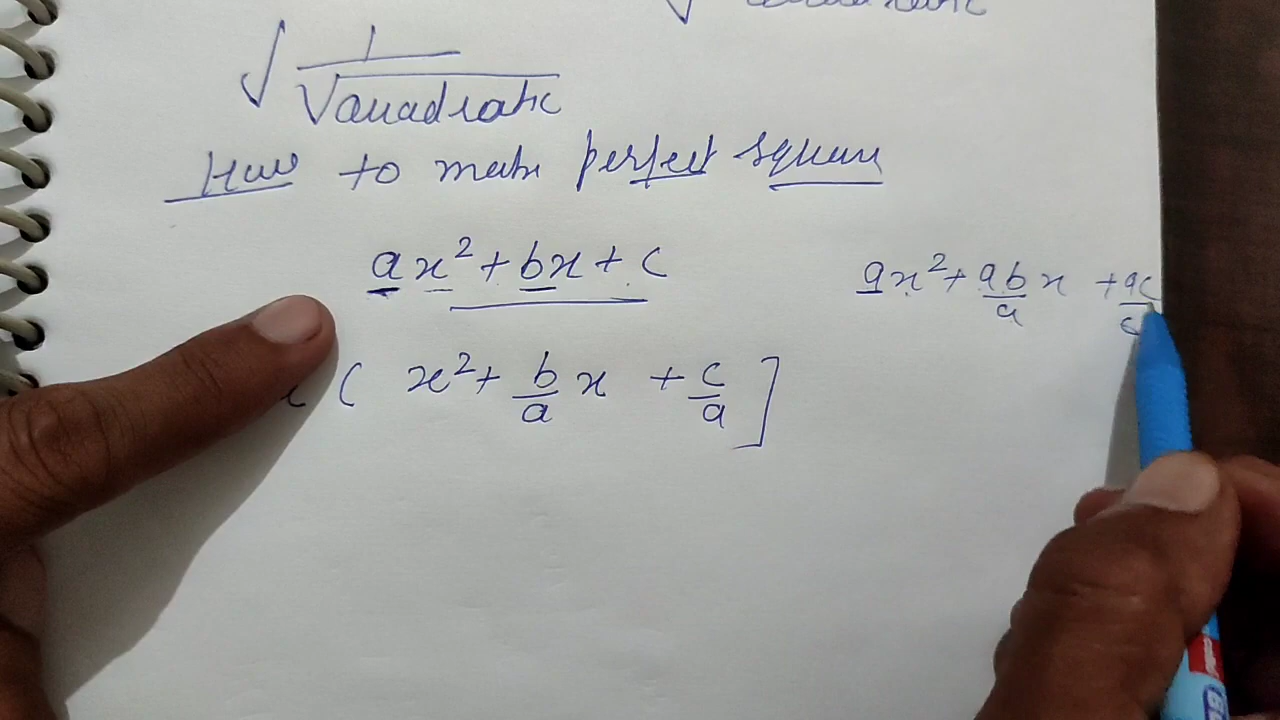 √ 1/√Quadratic
How to make perfect square
ax² + bx + c
ax² + ab/a x + ac/
( x² + b/a x + c/a ]